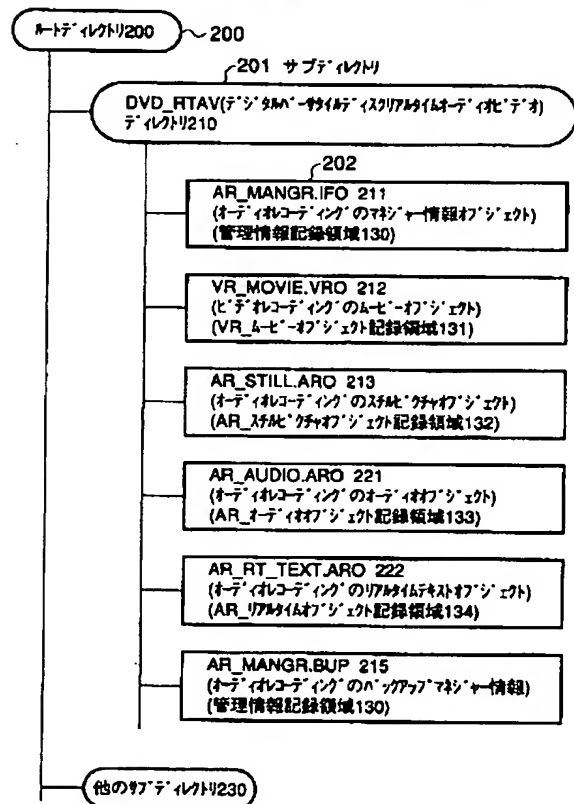 ﾙｰﾄﾃﾞｨﾚｸﾄﾘ200
200
201 サブﾃﾞｨﾚｸﾄﾘ
DVD_RTAV(ﾃﾞｼﾞﾀﾙﾊﾞｰｻﾀｲﾙﾃﾞｨｽｸﾘｱﾙﾀｲﾑｵｰﾃﾞｨｵﾋﾞﾃﾞｵ)
ﾃﾞｨﾚｸﾄﾘ210
202
AR_MANGR.IFO 211
(ｵｰﾃﾞｨｵﾚｺｰﾃﾞｨﾝｸﾞのﾏﾈｼﾞｬｰ情報ｵﾌﾞｼﾞｪｸﾄ)
(管理情報記録領域130)
VR_MOVIE.VRO 212
(ﾋﾞﾃﾞｵﾚｺｰﾃﾞｨﾝｸﾞのﾑｰﾋﾞｰｵﾌﾞｼﾞｪｸﾄ)
(VR_ﾑｰﾋﾞｰｵﾌﾞｼﾞｪｸﾄ記録領域131)
AR_STILL.ARO 213
(ｵｰﾃﾞｨｵﾚｺｰﾃﾞｨﾝｸﾞのｽﾁﾙﾋﾟｸﾁｬｵﾌﾞｼﾞｪｸﾄ)
(AR_ｽﾁﾙﾋﾟｸﾁｬｵﾌﾞｼﾞｪｸﾄ記録領域132)
AR_AUDIO.ARO 221
(ｵｰﾃﾞｨｵﾚｺｰﾃﾞｨﾝｸﾞのｵｰﾃﾞｨｵｵﾌﾞｼﾞｪｸﾄ)
(AR_ｵｰﾃﾞｨｵｵﾌﾞｼﾞｪｸﾄ記録領域133)
AR_RT_TEXT.ARO 222
(ｵｰﾃﾞｨｵﾚｺｰﾃﾞｨﾝｸﾞのﾘｱﾙﾀｲﾑﾃｷｽﾄｵﾌﾞｼﾞｪｸﾄ)
(AR_ﾘｱﾙﾀｲﾑｵﾌﾞｼﾞｪｸﾄ記録領域134)
AR_MANGR.BUP 215
(ｵｰﾃﾞｨｵﾚｺｰﾃﾞｨﾝｸﾞのﾊﾞｯｸｱｯﾌﾟﾏﾈｼﾞｬｰ情報)
(管理情報記録領域130)
他のｻﾌﾞﾃﾞｨﾚｸﾄﾘ230